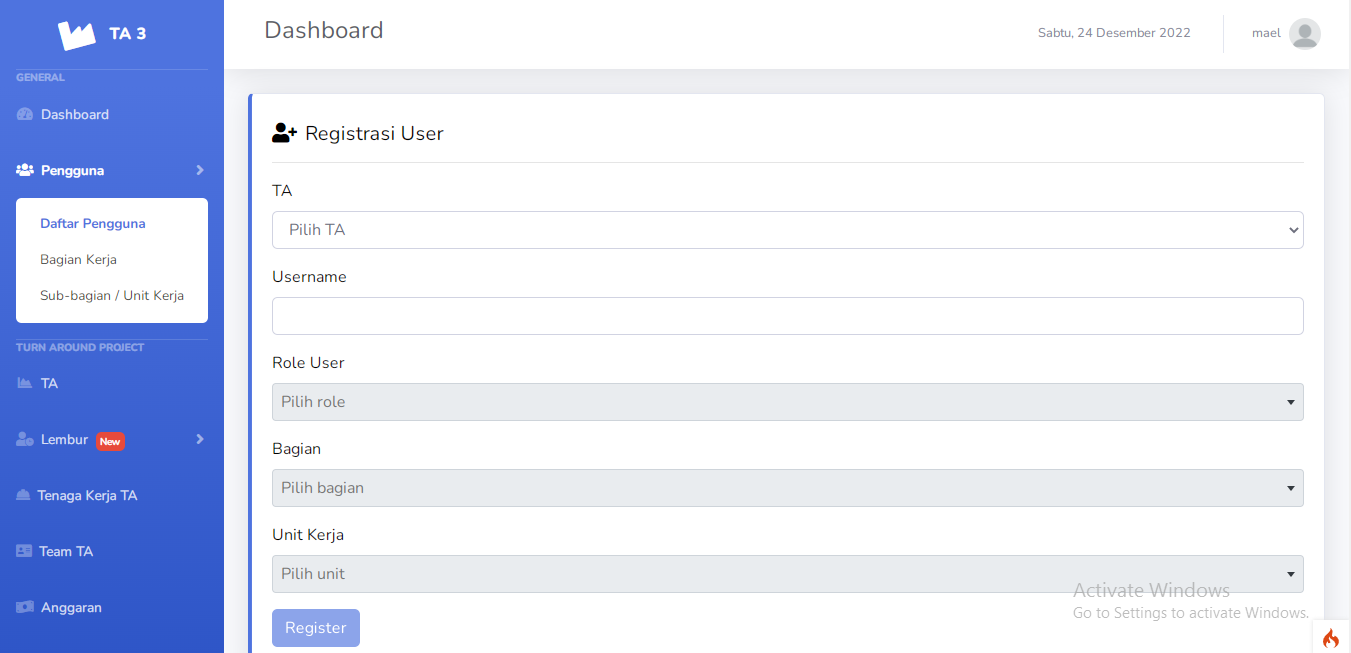 TA 3
GENERAL
Dashboard
Pengguna
Daftar Pengguna
Bagian Kerja
Sub-bagian / Unit Kerja
TURN AROUND PROJECT
TA
Lembur New
Tenaga Kerja TA
Team TA
Anggaran
Dashboard
Sabtu, 24 Desember 2022
mael
Registrasi User
TA
Pilih TA
Username
Role User
Pilih role
Bagian
Pilih bagian
Unit Kerja
Pilih unit
Register
Activate Windows
Go to Settings to activate Windows.